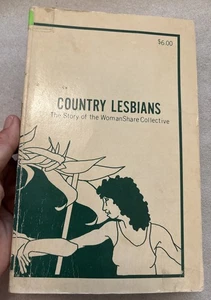 $6.00
COUNTRY LESBIANS
The Story of the WomanShare Collective